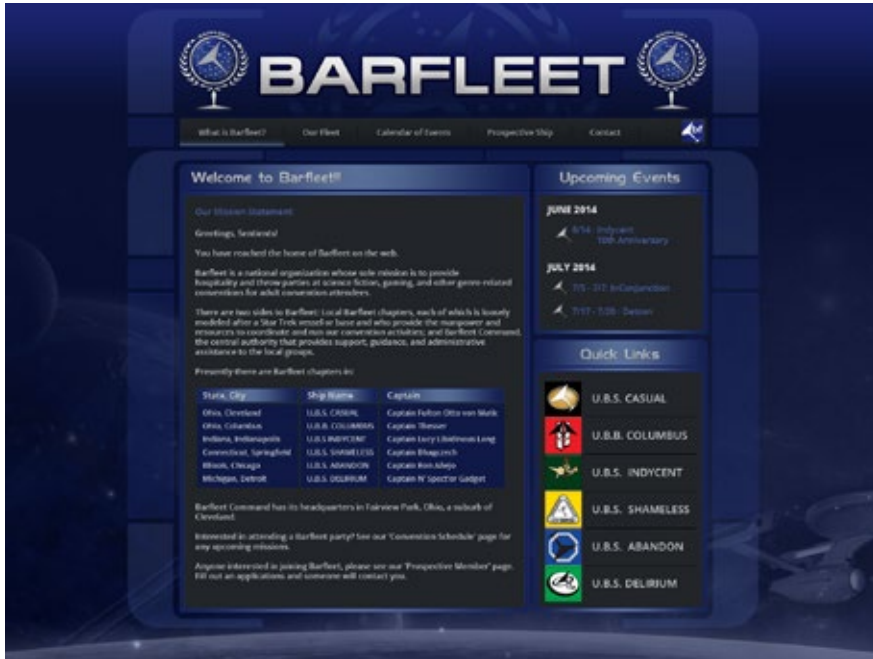 BARFLEET
What is Barfleet?
Our Fleet
Calendar of Events
Prospective Ship
Contact
Welcome to Barfleet!!!
Our Mission Statement
Greetings, Sentients!
You have reached the home of Barfleet on the web.
Barfleet is a national organization whose sole mission is to provide
hospitality and throw parties at science fiction, gaming, and other genre-related
conventions for adult convention attendees.
There are two sides to Barfleet: Local Barfleet chapters, each of which is loosely
modeled after a Star Trek vessel or base and who provide the manpower and
resources to coordinate and run our convention activities; and Barfleet Command,
the central authority that provides support, guidance, and administrative
assistance to the local groups.
Presently there are Barfleet chapters in:
State, City Ship Name Captain
Ohio, Cleveland U.B.S. CASUAL Captain Fulton Otto von
Ohio, Columbus U.B.B. COLUMBUS Captain
Indiana, Indianapolis U.B.S INDYCENT Captain Lucy Libidinous Long
Connecticut, Springfield U.B.S. SHAMELESS Captain
Illinois, Chicago U.B.S. ABANDON Captain Ron
Michigan, Detroit U.B.S. DELIRIUM Captain N' Spector Gadget
Barfleet Command has its headquarters in Fairview Park, Ohio, a suburb of
Cleveland.
Interested in attending a Barfleet party? See our 'Convention Schedule' page for
any upcoming missions.
Anyone interested in joining Barfleet, please see our 'Prospective Member' page.
Fill out an applications and someone will contact you.
Upcoming Events
JUNE 2014
6/14 - Indycent
10th Anniversary
JULY 2014
7/5 - 7/7: InConjunction
Quick Links
U.B.S. CASUAL
U.B.B. COLUMBUS
U.B.S. INDYCENT
U.B.S. SHAMELESS
U.B.S. ABANDON
U.B.S. DELIRIUM